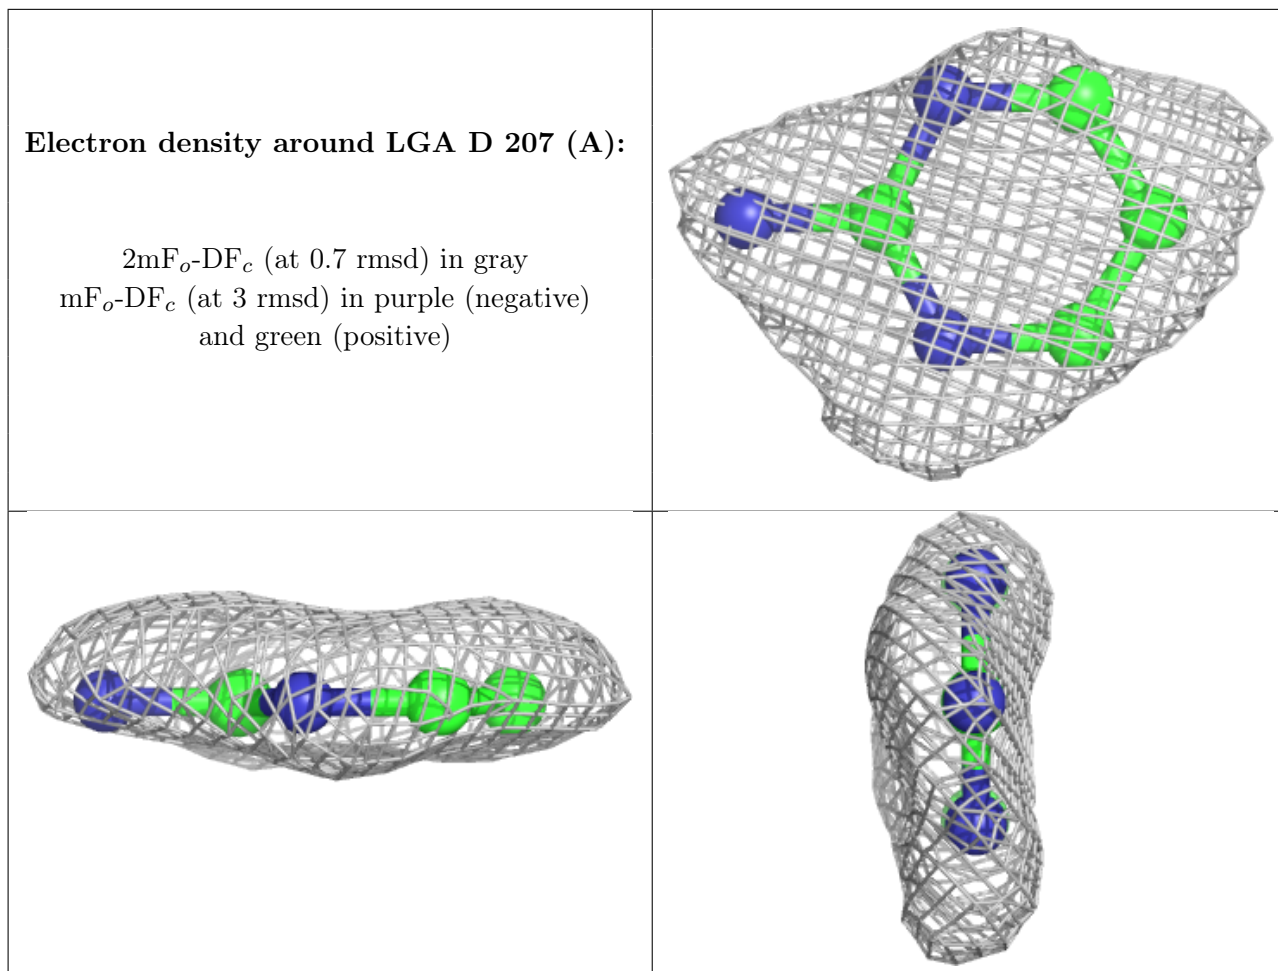 Electron density around LGA D 207 (A):
2mFₒ-DF𝒸 (at 0.7 rmsd) in gray
mFₒ-DF𝒸 (at 3 rmsd) in purple (negative)
and green (positive)